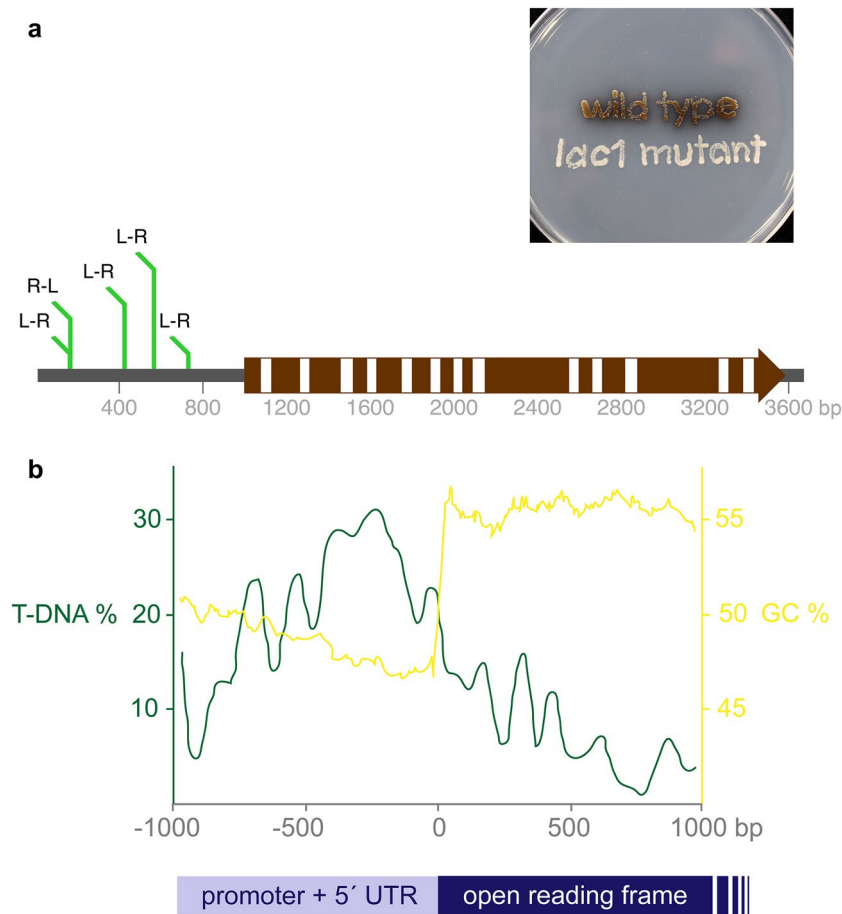 a
wild type
lac1 mutant
L-R
R-L
L-R
L-R
L-R
400 800 1200 1600 2000 2400 2800 3200 3600 bp
b
30 55
T-DNA % 20 50 GC %
10 45
-1000 -500 0 500 1000 bp
promoter + 5´ UTR open reading frame